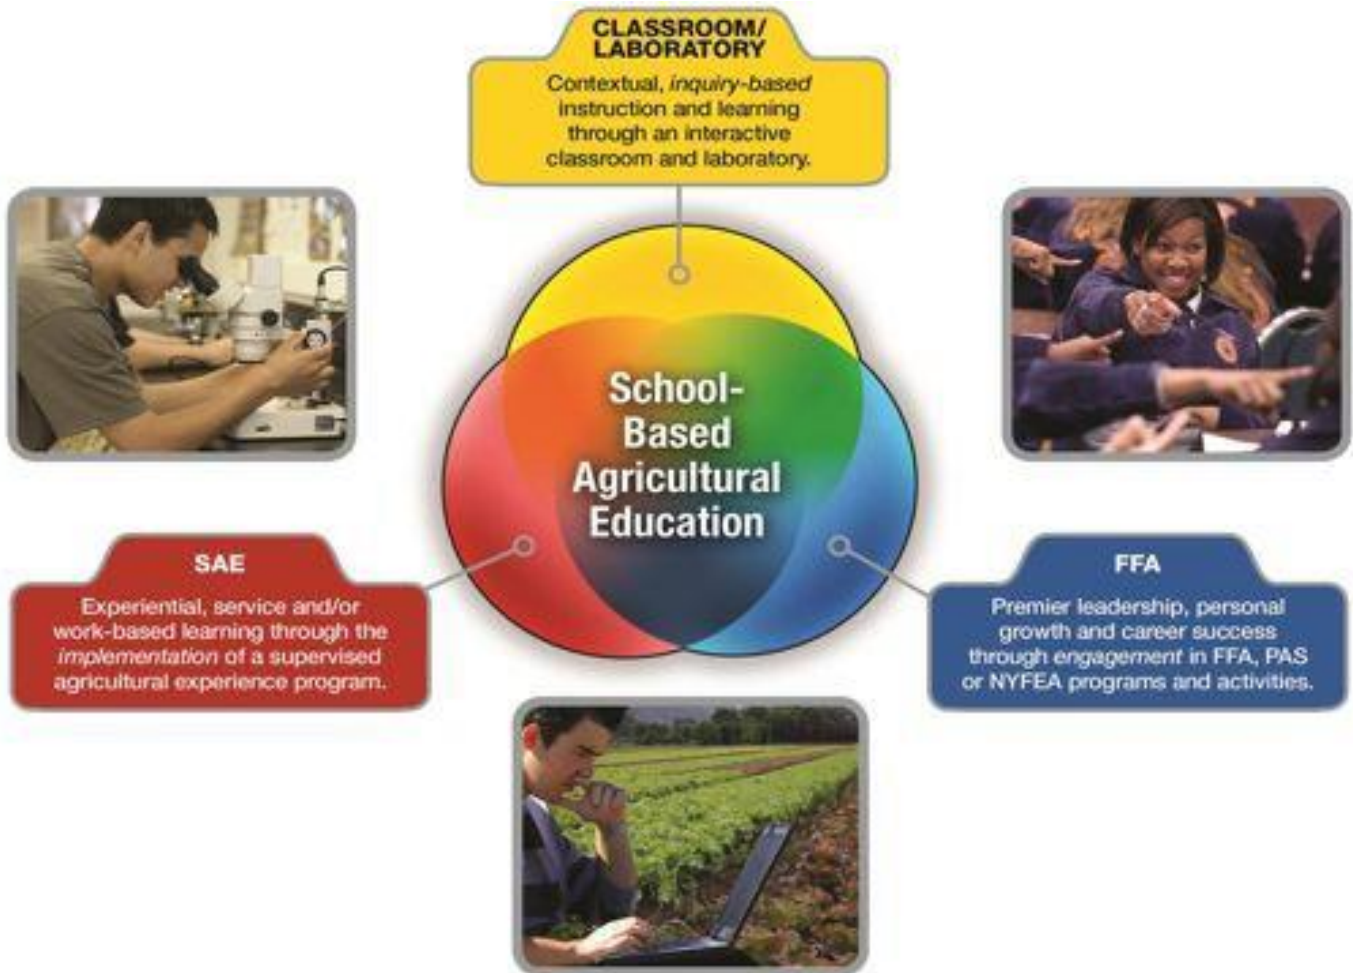 CLASSROOM/
LABORATORY
Contextual, inquiry-based
instruction and learning
through an interactive
classroom and laboratory.
School-
Based
Agricultural
Education
SAE
Experiential, service and/or
work-based learning through the
implementation of a supervised
agricultural experience program.
FFA
Premier leadership, personal
growth and career success
through engagement in FFA, PAS
or NYFEA programs and activities.